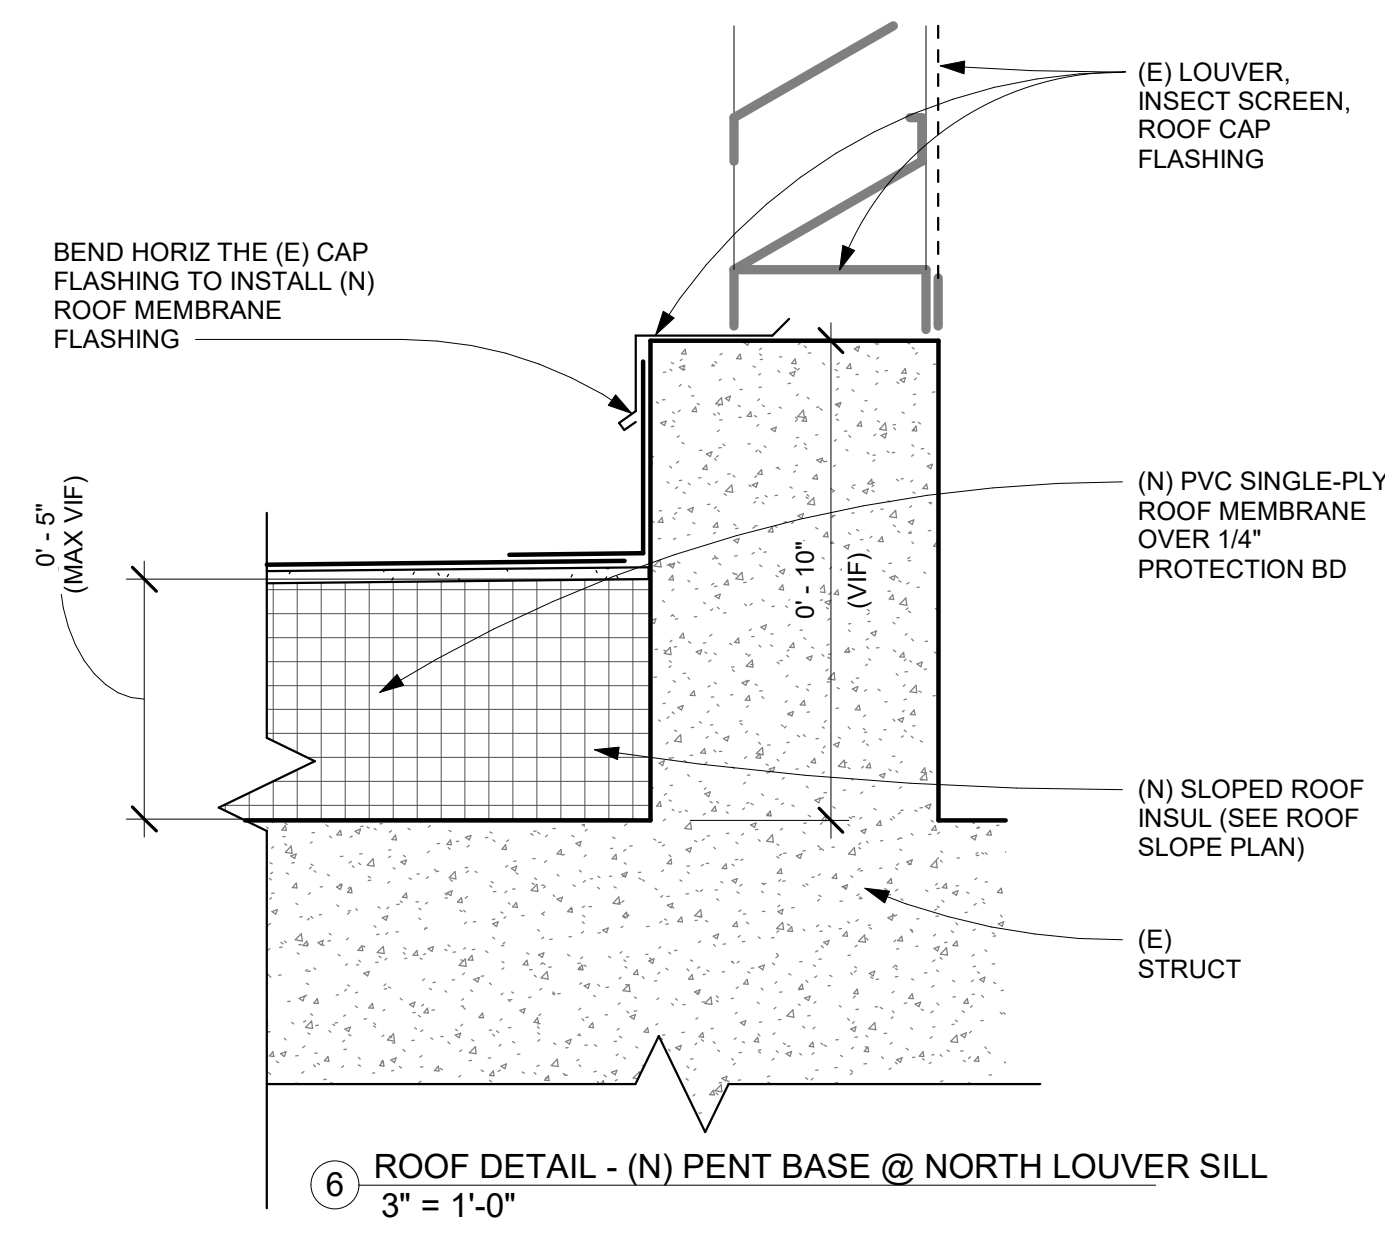 (E) LOUVER,
INSECT SCREEN,
ROOF CAP
FLASHING
BEND HORIZ THE (E) CAP
FLASHING TO INSTALL (N)
ROOF MEMBRANE
FLASHING
0' - 5"
(MAX VIF)
(N) PVC SINGLE-PLY
ROOF MEMBRANE
OVER 1/4"
PROTECTION BD
0' - 10"
(VIF)
(N) SLOPED ROOF
INSUL (SEE ROOF
SLOPE PLAN)
(E)
STRUCT
6
ROOF DETAIL - (N) PENT BASE @ NORTH LOUVER SILL
3" = 1'-0"